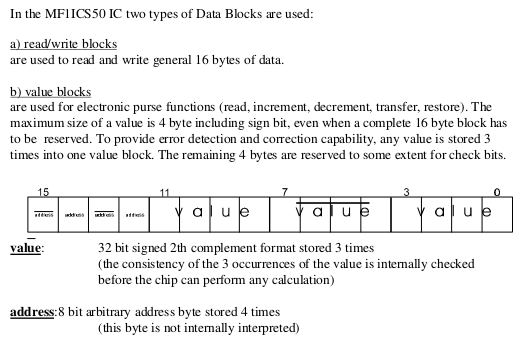 In the MF1ICS50 IC two types of Data Blocks are used:
a) read/write blocks
are used to read and write general 16 bytes of data.
b) value blocks
are used for electronic purse functions (read, increment, decrement, transfer, restore). The
maximum size of a value is 4 byte including sign bit, even when a complete 16 byte block has
to be reserved. To provide error detection and correction capability, any value is stored 3
times into one value block. The remaining 4 bytes are reserved to some extent for check bits.
15 11 7 3 0
address address address address value value value
value: 32 bit signed 2th complement format stored 3 times
(the consistency of the 3 occurrences of the value is internally checked
before the chip can perform any calculation)
address:8 bit arbitrary address byte stored 4 times
(this byte is not internally interpreted)